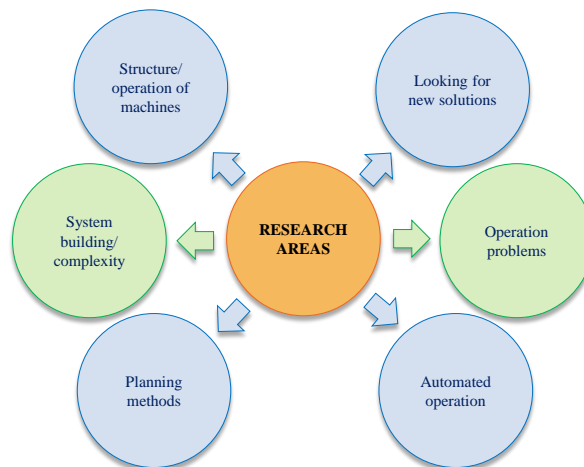 Structure/
operation of
machines
Looking for
new solutions
System
building/
complexity
RESEARCH
AREAS
Operation
problems
Planning
methods
Automated
operation